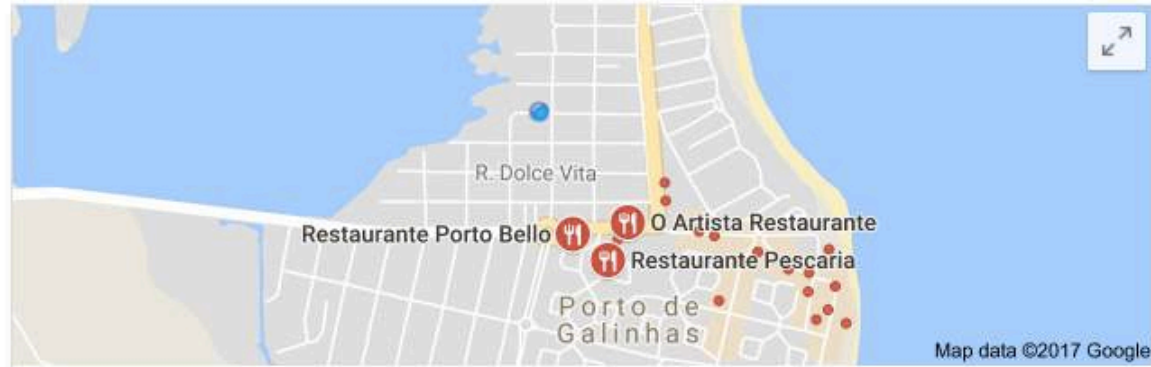 R. Dolce Vita
O Artista Restaurante
Restaurante Porto Bello
Restaurante Pescaria
Porto de
Galinhas
Map data ©2017 Google